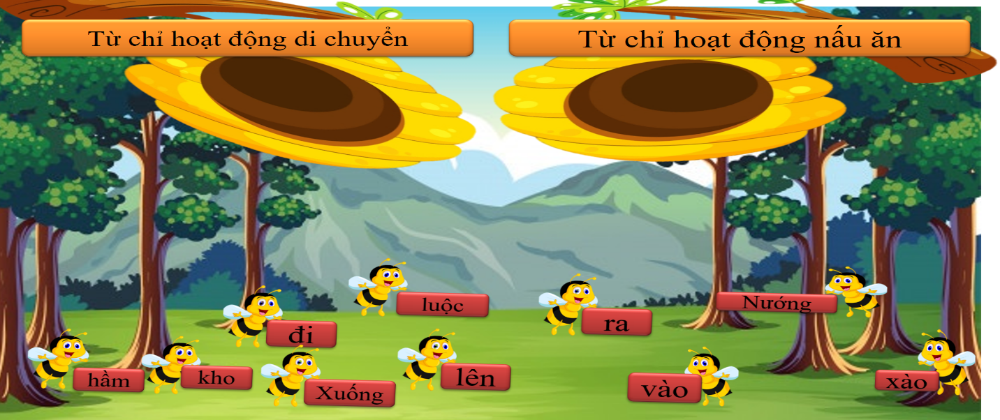 Từ chỉ hoạt động di chuyển
Từ chỉ hoạt động nấu ăn
luộc
ra
Nướng
đi
hầm
kho
Xuống
lên
vào
xào